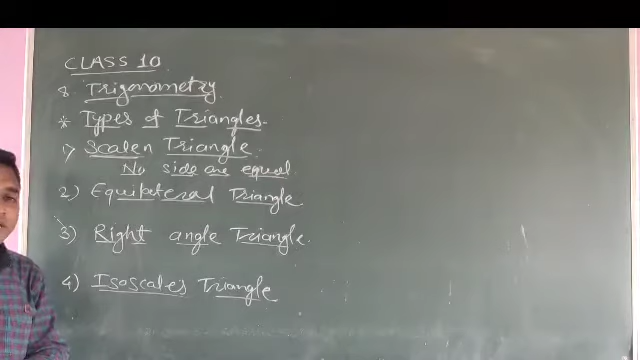 CLASS 10
8. Trigonometry
* Types of Triangles.
1) Scalen Triangle.
No side are equal
2) Equilateral Triangle
3) Right angle Triangle.
4) Isoscales Triangle